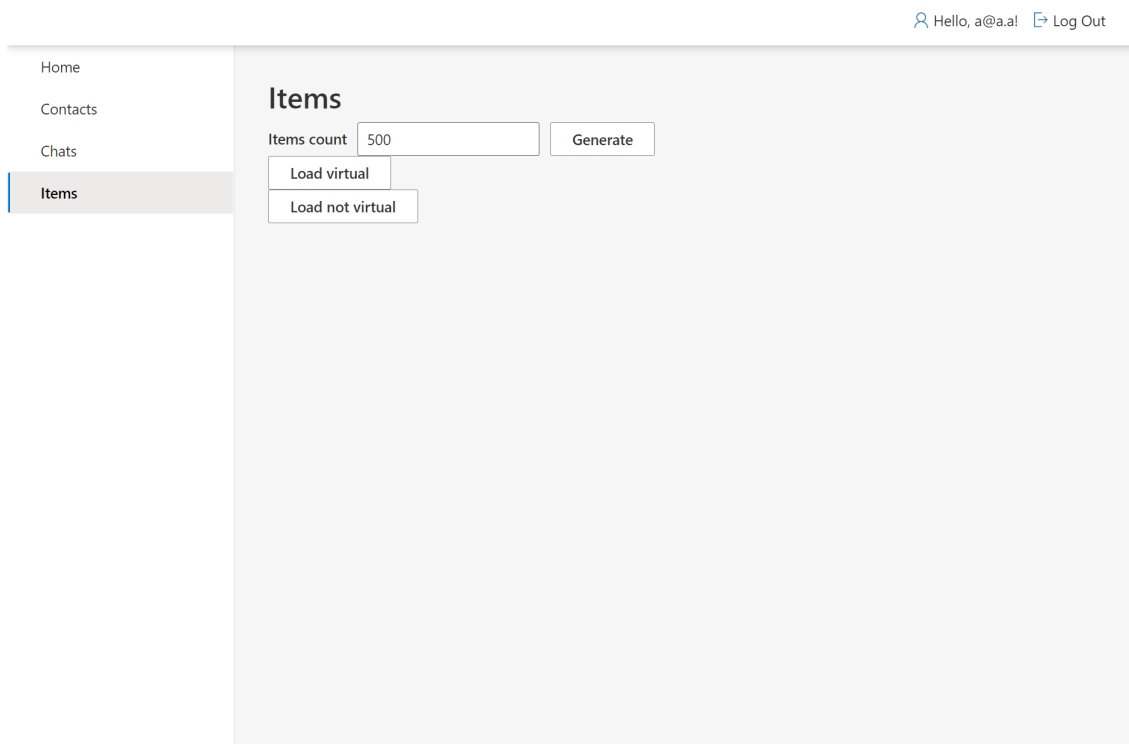 Hello, a@a.a! Log Out
Home
Contacts
Chats
Items
Items
Items count 500 Generate
Load virtual
Load not virtual